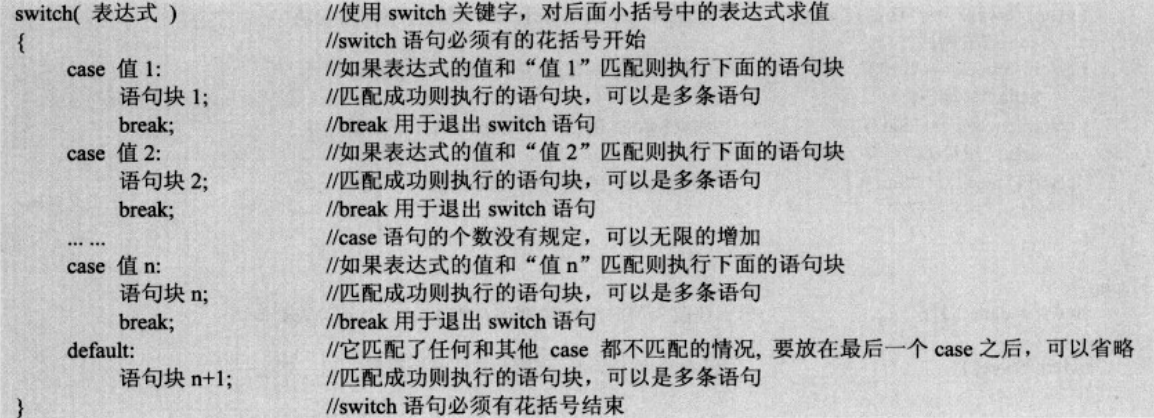 switch( 表达式 ) //使用 switch 关键字，对后面小括号中的表达式求值
{ //switch 语句必须有的花括号开始
case 值 1: //如果表达式的值和“值 1”匹配则执行下面的语句块
语句块 1; //匹配成功则执行的语句块，可以是多条语句
break; //break 用于退出 switch 语句
case 值 2: //如果表达式的值和“值 2”匹配则执行下面的语句块
语句块 2; //匹配成功则执行的语句块，可以是多条语句
break; //break 用于退出 switch 语句
... ... //case 语句的个数没有规定，可以无限的增加
case 值 n: //如果表达式的值和“值 n”匹配则执行下面的语句块
语句块 n; //匹配成功则执行的语句块，可以是多条语句
break; //break 用于退出 switch 语句
default: //它匹配了任何和其他 case 都不匹配的情况, 要放在最后一个 case 之后，可以省略
语句块 n+1; //匹配成功则执行的语句块，可以是多条语句
} //switch 语句必须有花括号结束